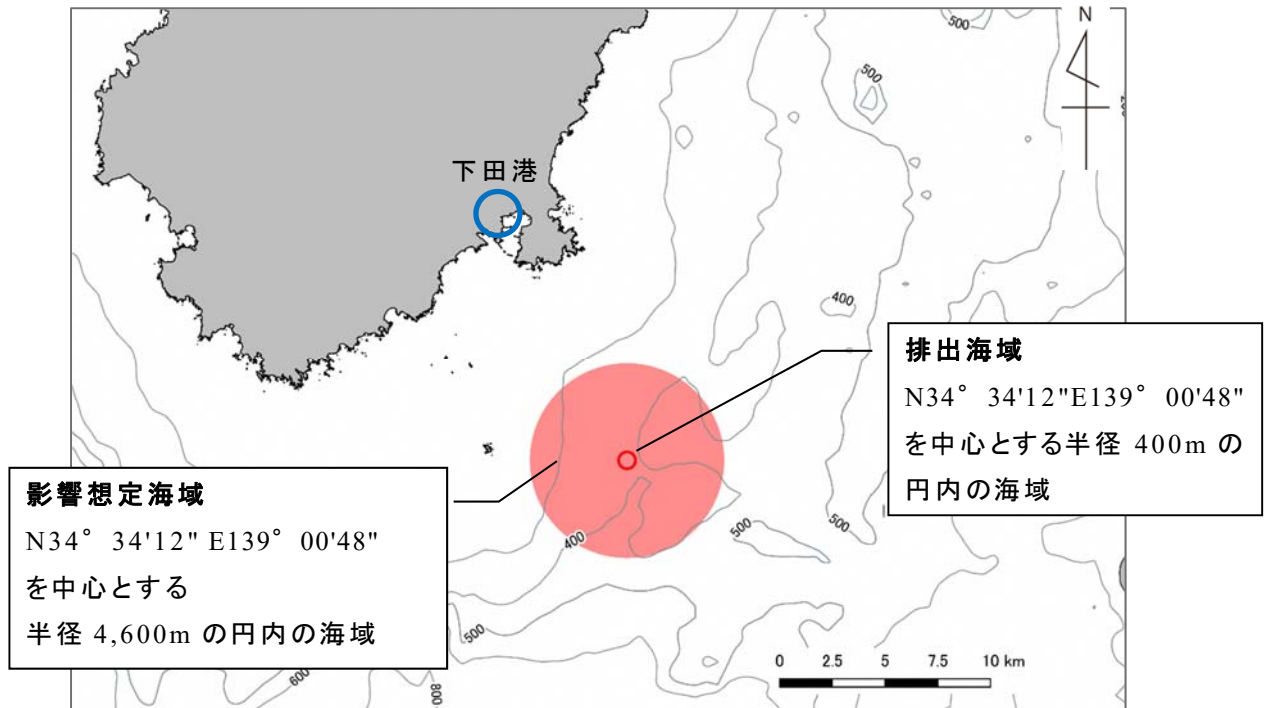 500
N
500
下田港
400
排出海域
N34° 34'12"E139° 00'48"
を中心とする半径 400m の
円内の海域
影響想定海域
N34° 34'12" E139° 00'48"
を中心とする
半径 4,600m の円内の海域
400
500
500
500
600
800
0 2.5 5 7.5 10 km